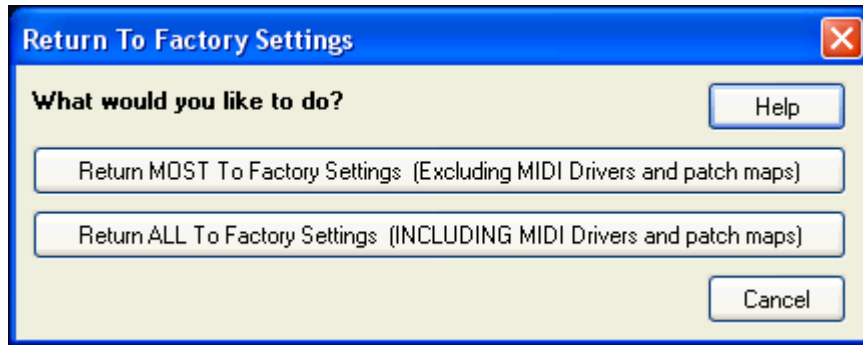 Return To Factory Settings
What would you like to do?
Help
Return MOST To Factory Settings (Excluding MIDI Drivers and patch maps)
Return ALL To Factory Settings (INCLUDING MIDI Drivers and patch maps)
Cancel